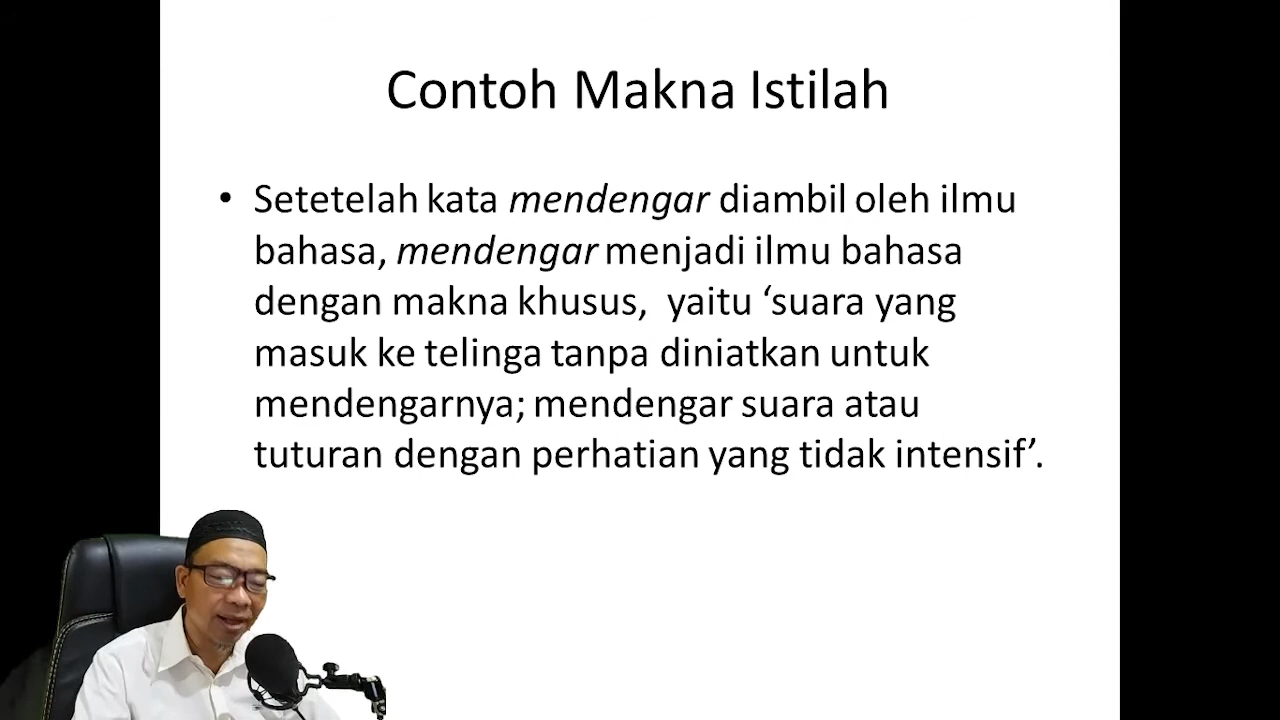 Contoh Makna Istilah
• Setetelah kata mendengar diambil oleh ilmu
bahasa, mendengar menjadi ilmu bahasa
dengan makna khusus, yaitu ‘suara yang
masuk ke telinga tanpa diniatkan untuk
mendengarnya; mendengar suara atau
tuturan dengan perhatian yang tidak intensif’.